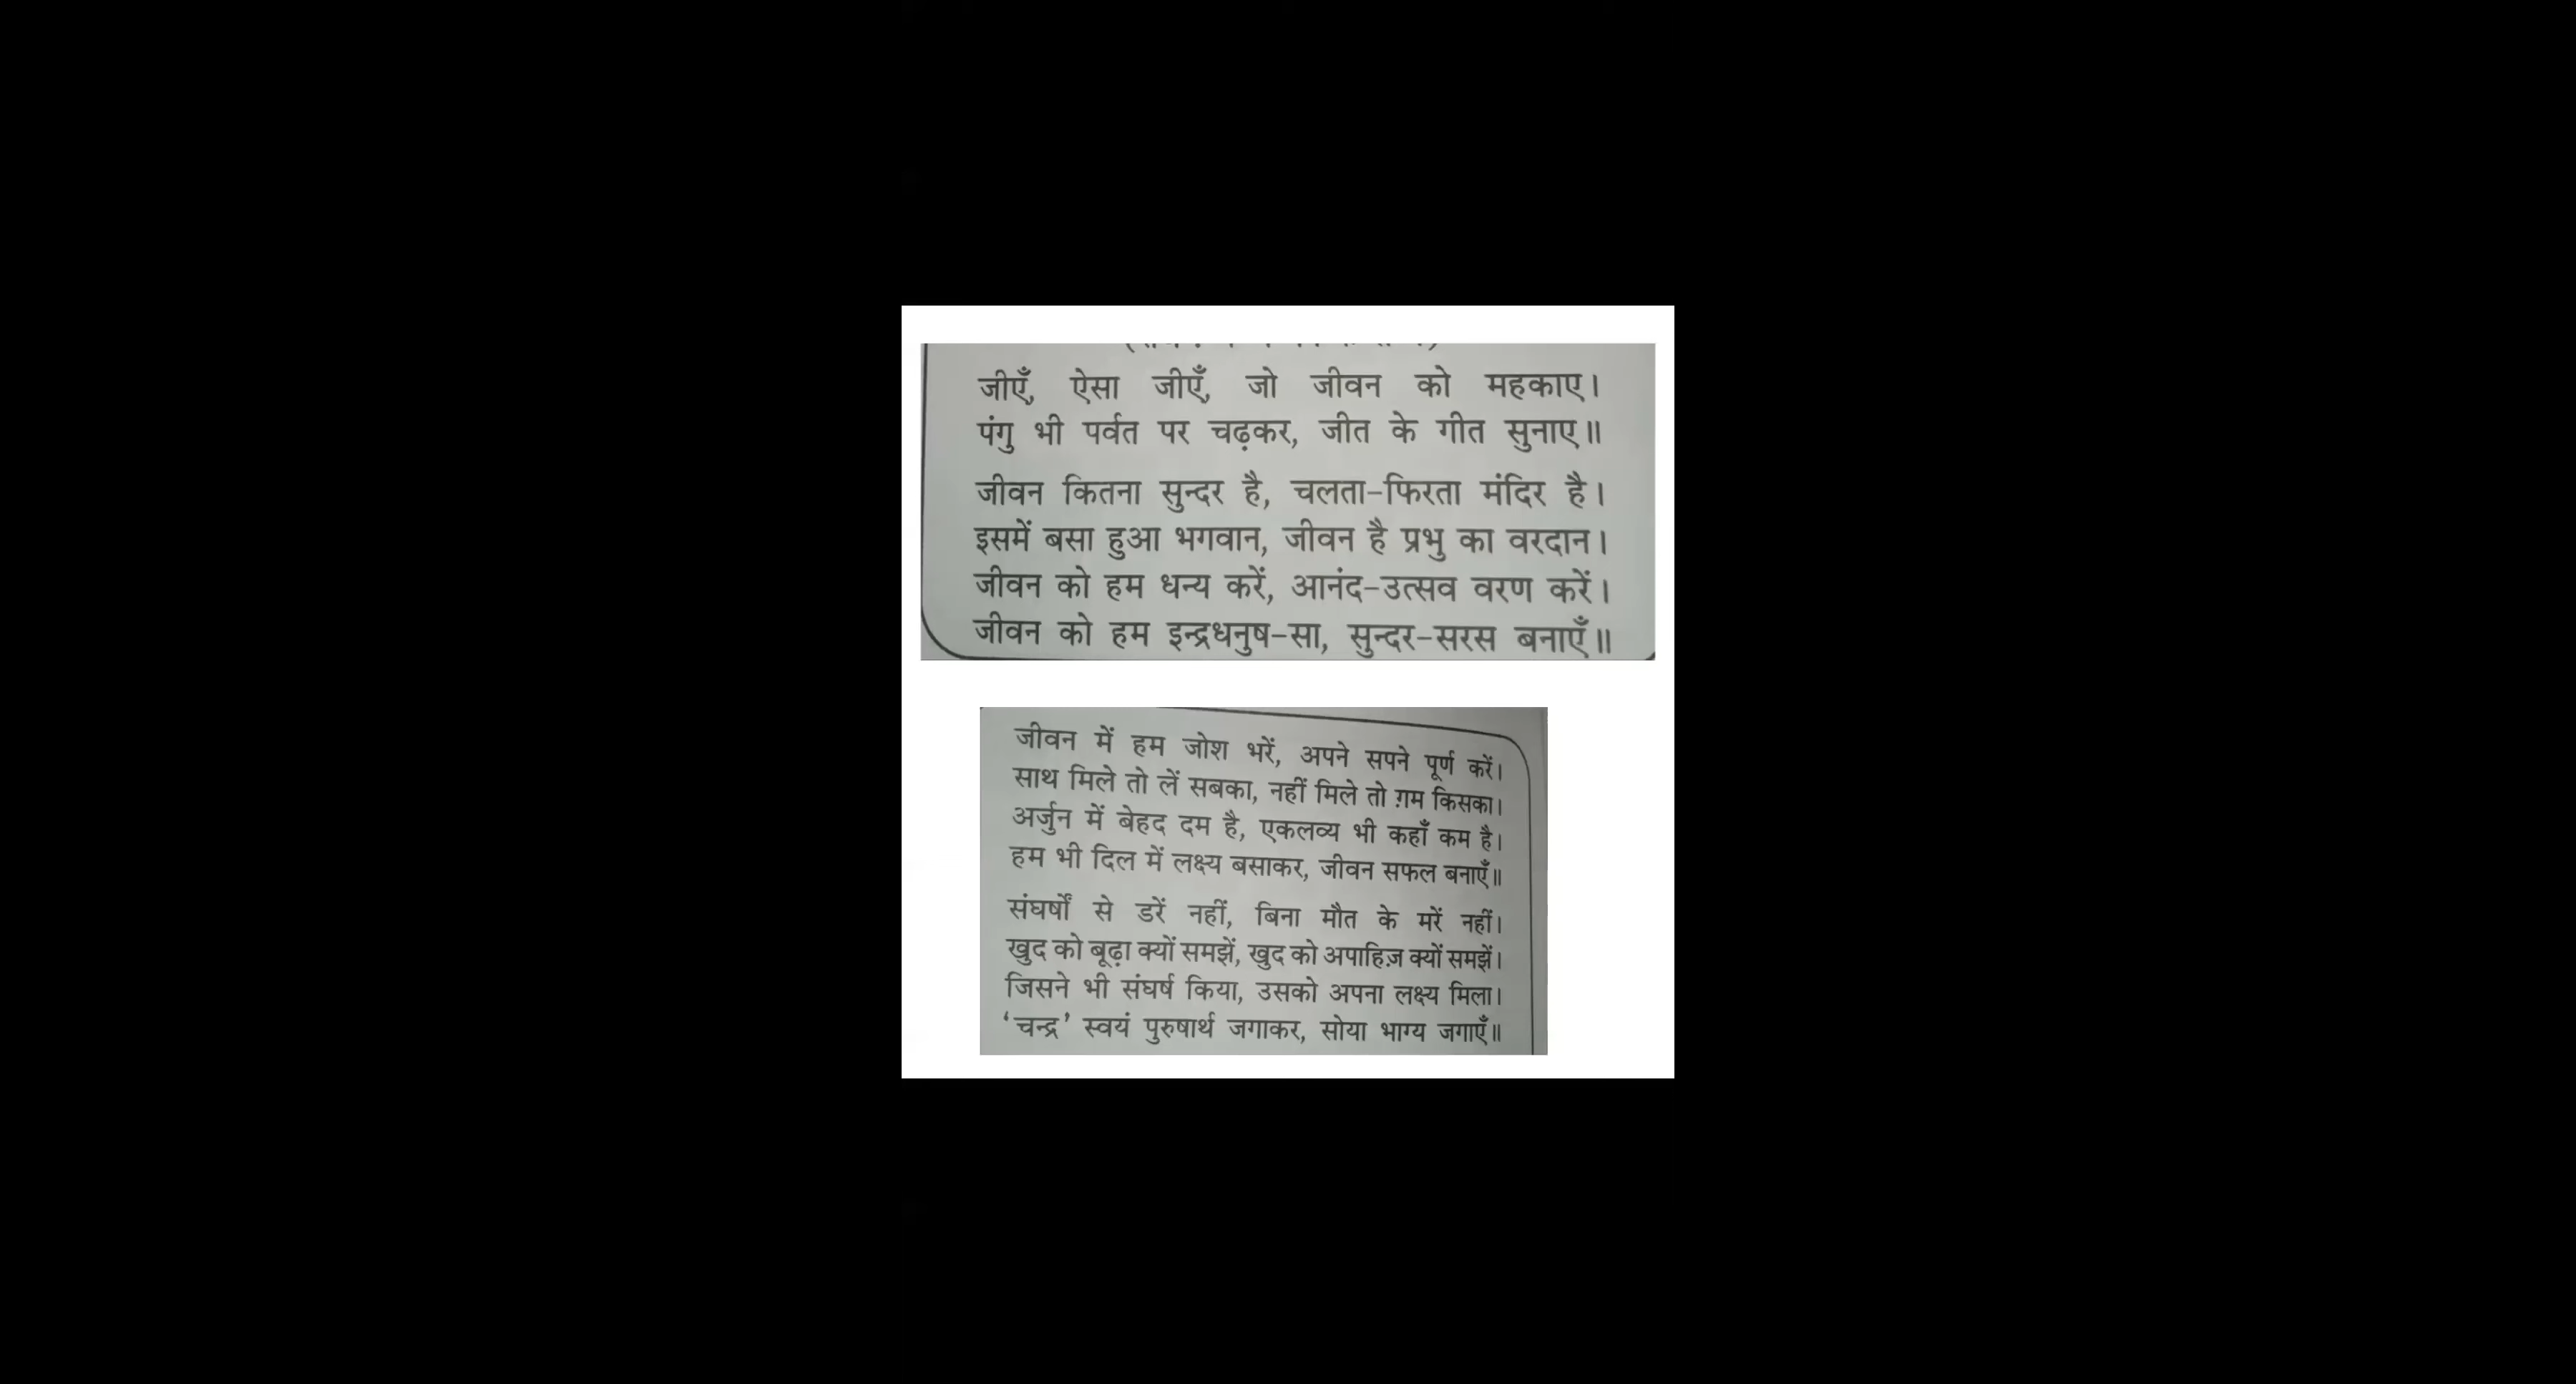 जीएँ, ऐसा जीएँ, जो जीवन को महकाए।
पंगु भी पर्वत पर चढ़कर, जीत के गीत सुनाए॥
जीवन कितना सुन्दर है, चलता-फिरता मंदिर है।
इसमें बसा हुआ भगवान, जीवन है प्रभु का वरदान।
जीवन को हम धन्य करें, आनंद-उत्सव वरण करें।
जीवन को हम इन्द्रधनुष-सा, सुन्दर-सरस बनाएँ॥
जीवन में हम जोश भरें, अपने सपने पूर्ण करें।
साथ मिले तो लें सबका, नहीं मिले तो ग़म किसका।
अर्जुन में बेहद दम है, एकलव्य भी कहाँ कम है।
हम भी दिल में लक्ष्य बसाकर, जीवन सफल बनाएँ॥
संघर्षों से डरें नहीं, बिना मौत के मरें नहीं।
खुद को बूढ़ा क्यों समझें, खुद को अपाहिज़ क्यों समझें।
जिसने भी संघर्ष किया, उसको अपना लक्ष्य मिला।
‘चन्द्र’ स्वयं पुरुषार्थ जगाकर, सोया भाग्य जगाएँ॥